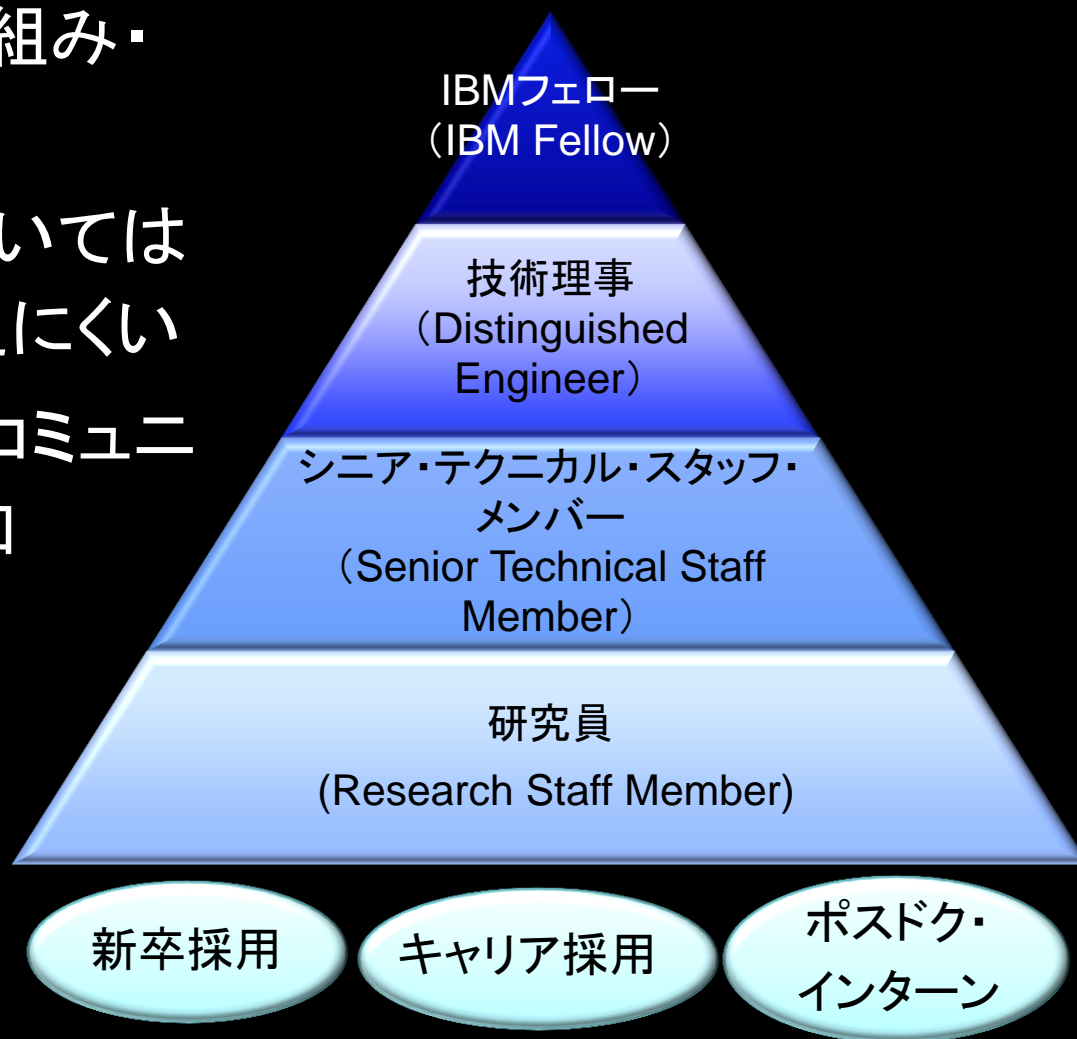 組み・
いては
にくい
コミュニ
IBMフェロー
（IBM Fellow）
技術理事
（Distinguished
Engineer）
シニア・テクニカル・スタッフ・
メンバー
（Senior Technical Staff
Member）
研究員
(Research Staff Member)
新卒採用
キャリア採用
ポスドク・
インターン